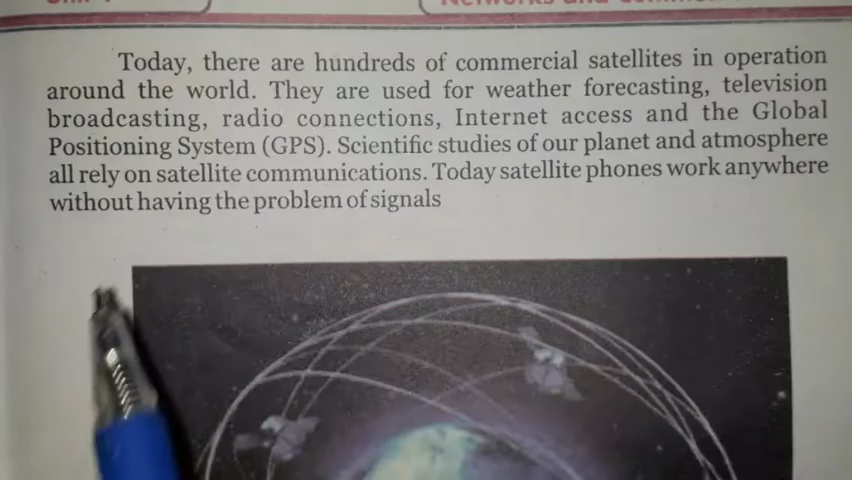 Today, there are hundreds of commercial satellites in operation
around the world. They are used for weather forecasting, television
broadcasting, radio connections, Internet access and the Global
Positioning System (GPS). Scientific studies of our planet and atmosphere
all rely on satellite communications. Today satellite phones work anywhere
without having the problem of signals